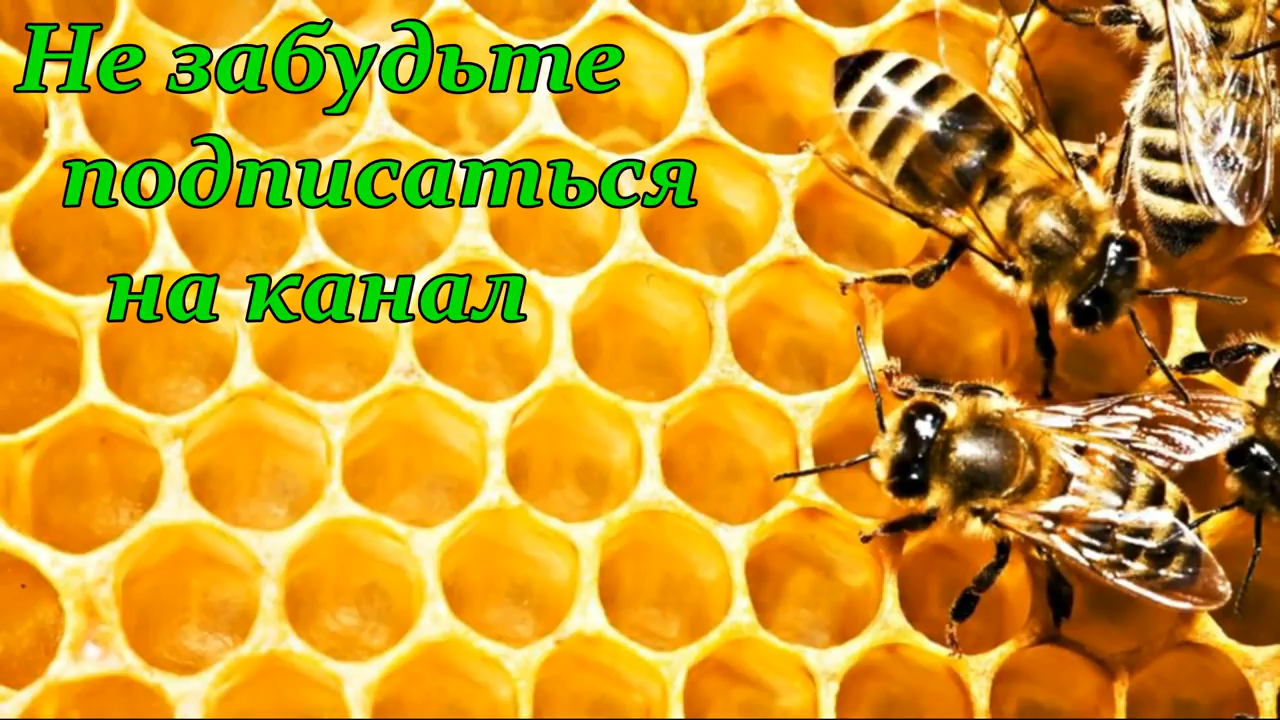 Не забудьте
подписаться
на канал